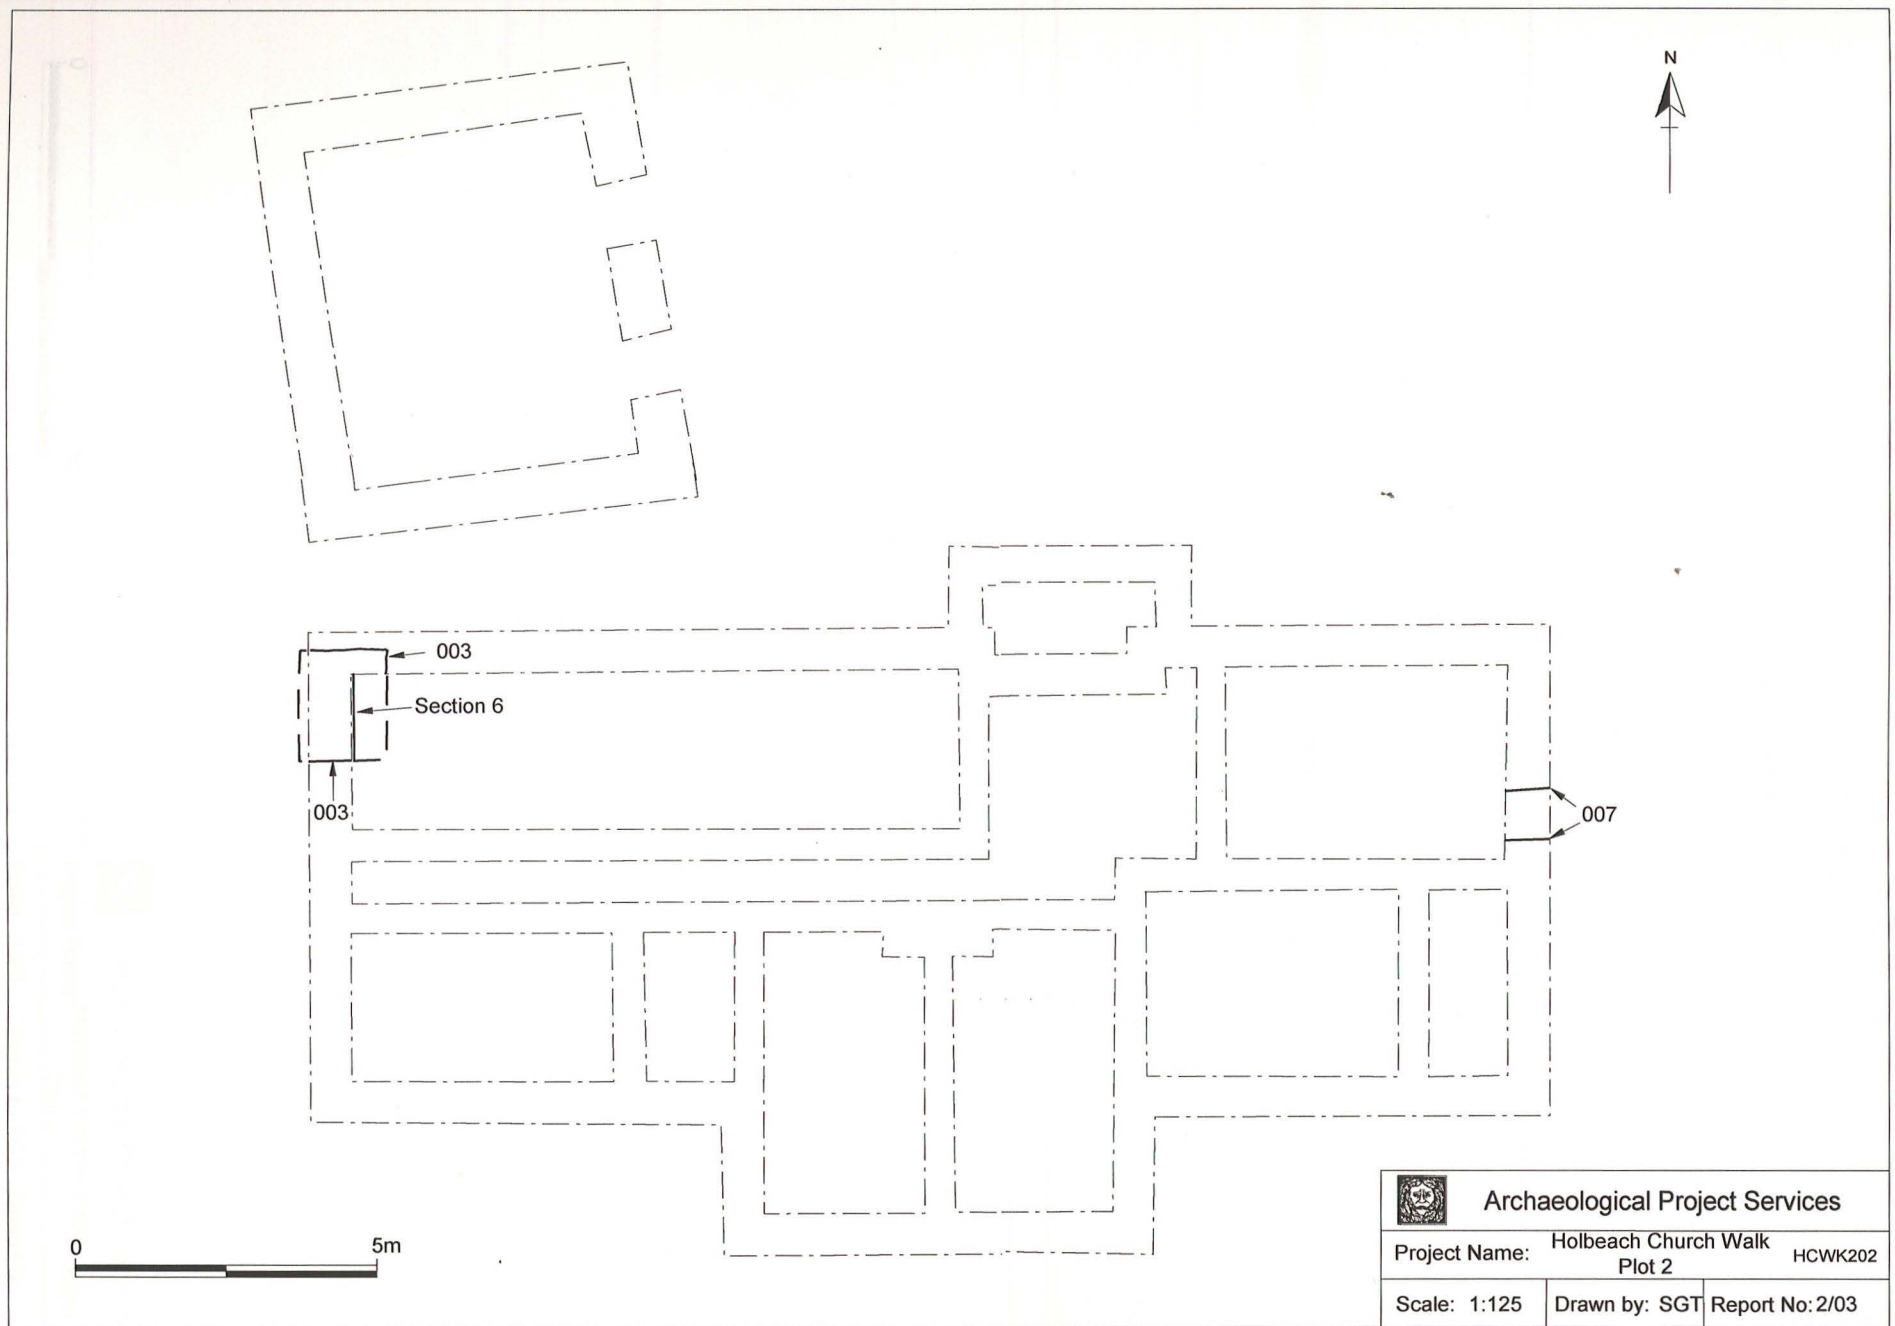 N
003
Section 6
003
007
0 5m
Archaeological Project Services
Project Name: Holbeach Church Walk Plot 2 HCWK202
Scale: 1:125 Drawn by: SGT Report No: 2/03